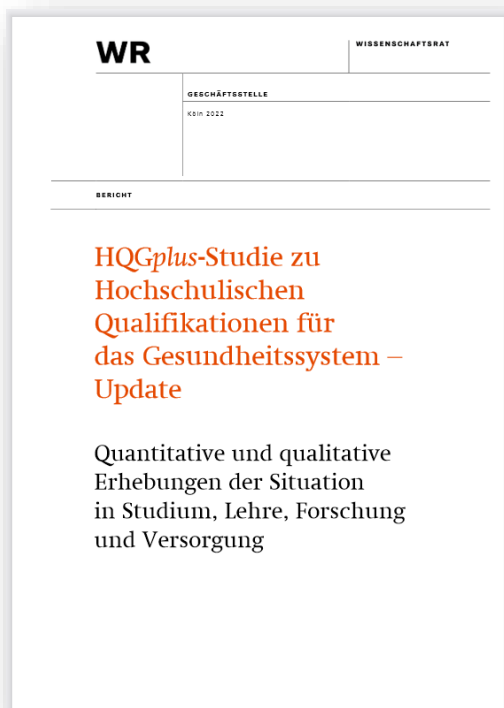 WR
WISSENSCHAFTSRAT
GESCHÄFTSSTELLE
Köln 2022
BERICHT
HQGplus-Studie zu
Hochschulischen
Qualifikationen für
das Gesundheitssystem –
Update
Quantitative und qualitative
Erhebungen der Situation
in Studium, Lehre, Forschung
und Versorgung